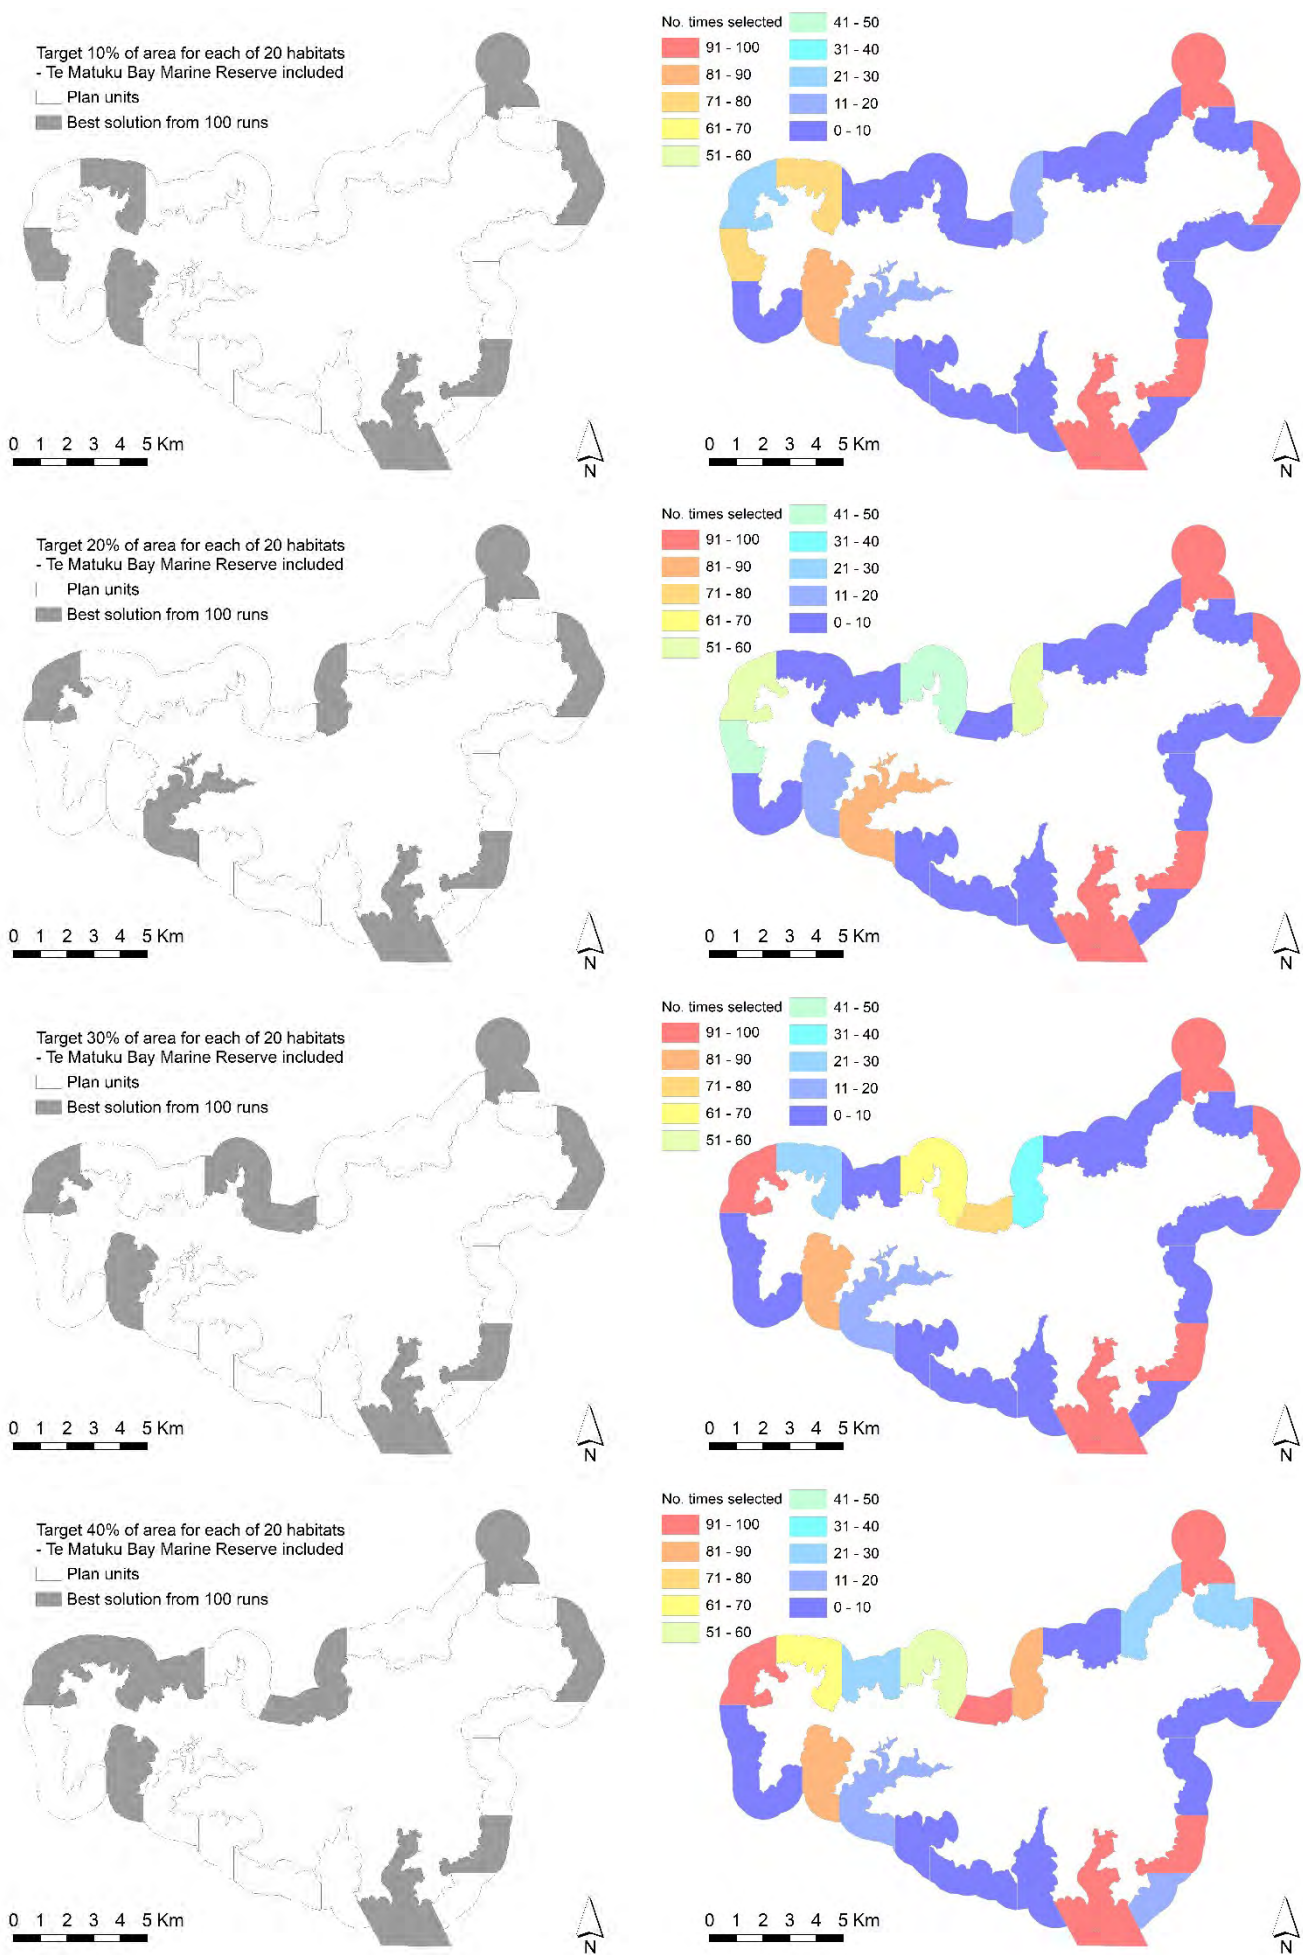 Target 10% of area for each of 20 habitats
- Te Matuku Bay Marine Reserve included
Plan units
Best solution from 100 runs
0 1 2 3 4 5 Km
N
No. times selected
91 - 100
81 - 90
71 - 80
61 - 70
51 - 60
41 - 50
31 - 40
21 - 30
11 - 20
0 - 10
0 1 2 3 4 5 Km
N
Target 20% of area for each of 20 habitats
- Te Matuku Bay Marine Reserve included
Plan units
Best solution from 100 runs
0 1 2 3 4 5 Km
N
No. times selected
91 - 100
81 - 90
71 - 80
61 - 70
51 - 60
41 - 50
31 - 40
21 - 30
11 - 20
0 - 10
0 1 2 3 4 5 Km
N
Target 30% of area for each of 20 habitats
- Te Matuku Bay Marine Reserve included
Plan units
Best solution from 100 runs
0 1 2 3 4 5 Km
N
No. times selected
91 - 100
81 - 90
71 - 80
61 - 70
51 - 60
41 - 50
31 - 40
21 - 30
11 - 20
0 - 10
0 1 2 3 4 5 Km
N
Target 40% of area for each of 20 habitats
- Te Matuku Bay Marine Reserve included
Plan units
Best solution from 100 runs
0 1 2 3 4 5 Km
N
No. times selected
91 - 100
81 - 90
71 - 80
61 - 70
51 - 60
41 - 50
31 - 40
21 - 30
11 - 20
0 - 10
0 1 2 3 4 5 Km
N